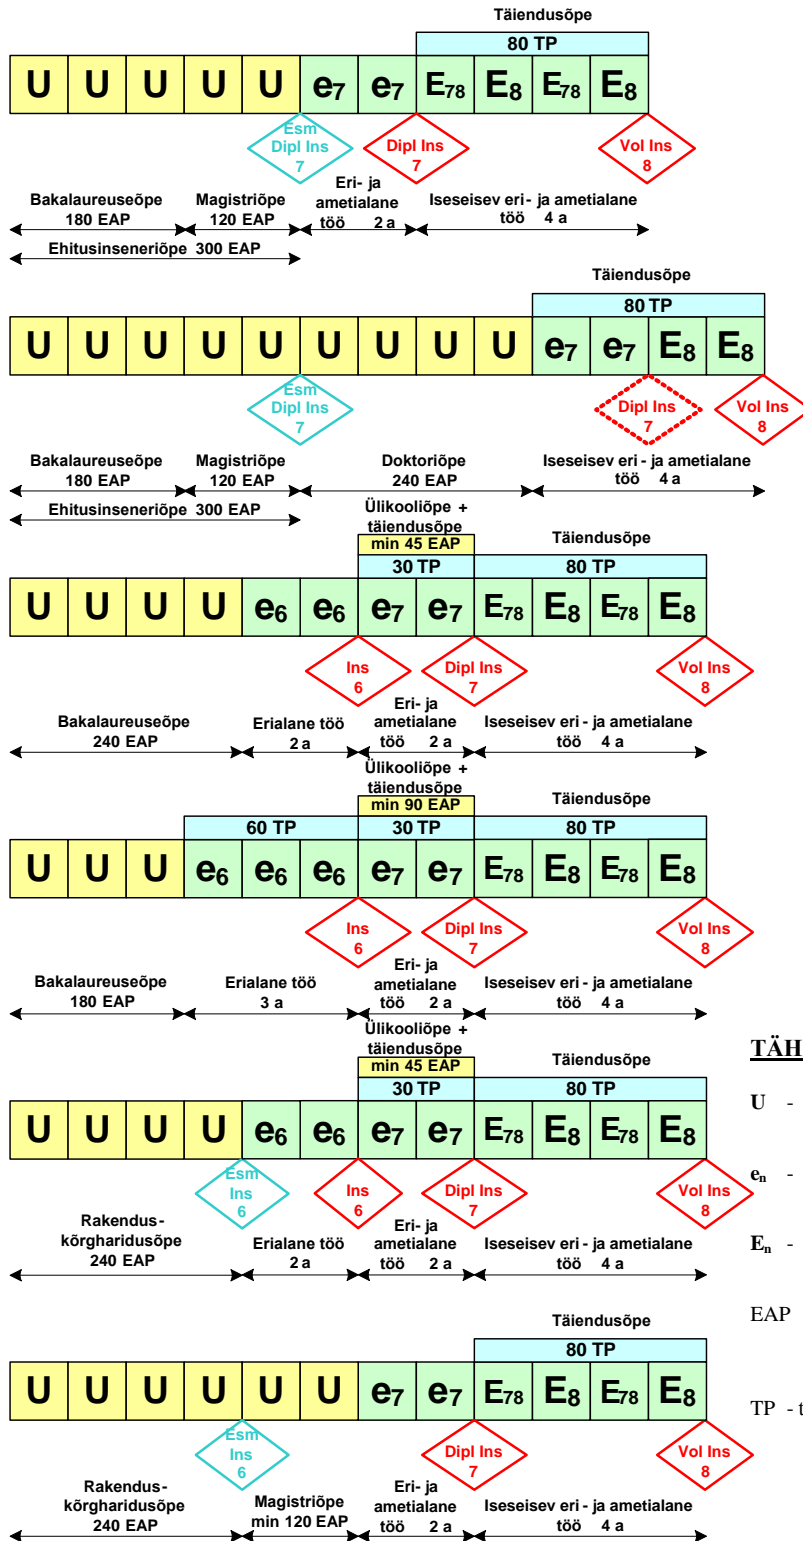 Täiendusõpe
80 TP
U U U U U e7 e7 E78 E8 E78 E8
Esm
Dipl Ins
7
Dipl Ins
7
Vol Ins
8
Bakalaureuseõpe
180 EAP
Magistriõpe
120 EAP
Eri- ja
ametialane
töö 2 a
Iseseisev eri - ja ametialane
töö 4 a
Ehitusinseneriõpe 300 EAP
Täiendusõpe
80 TP
U U U U U U U U U e7 e7 E8 E8
Esm
Dipl Ins
7
Dipl Ins
7
Vol Ins
8
Bakalaureuseõpe
180 EAP
Magistriõpe
120 EAP
Doktoriõpe
240 EAP
Iseseisev eri - ja ametialane
töö 4 a
Ehitusinseneriõpe 300 EAP
Ülikooliõpe +
täiendusõpe
min 45 EAP
Täiendusõpe
30 TP
80 TP
U U U U e6 e6 e7 e7 E78 E8 E78 E8
Ins
6
Dipl Ins
7
Vol Ins
8
Bakalaureuseõpe
240 EAP
Erialane töö
2 a
Eri- ja
ametialane
töö 2 a
Iseseisev eri - ja ametialane
töö 4 a
Ülikooliõpe +
täiendusõpe
min 90 EAP
Täiendusõpe
60 TP
30 TP
80 TP
U U U e6 e6 e6 e7 e7 E78 E8 E78 E8
Ins
6
Dipl Ins
7
Vol Ins
8
Bakalaureuseõpe
180 EAP
Erialane töö
3 a
Eri- ja
ametialane
töö 2 a
Iseseisev eri - ja ametialane
töö 4 a
Ülikooliõpe +
täiendusõpe
min 45 EAP
Täiendusõpe
30 TP
80 TP
U U U U e6 e6 e7 e7 E78 E8 E78 E8
Esm
Ins
6
Ins
6
Dipl Ins
7
Vol Ins
8
Rakendus-
kõrgharidusõpe
240 EAP
Erialane töö
2 a
Eri- ja
ametialane
töö 2 a
Iseseisev eri - ja ametialane
töö 4 a
Täiendusõpe
80 TP
U U U U U U e7 e7 E78 E8 E78 E8
Esm
Ins
6
Dipl Ins
7
Vol Ins
8
Rakendus-
kõrgharidusõpe
240 EAP
Magistriõpe
min 120 EAP
Eri- ja
ametialane
töö 2 a
Iseseisev eri - ja ametialane
töö 4 a
TÄH
U -
en -
En -
EAP
TP - t